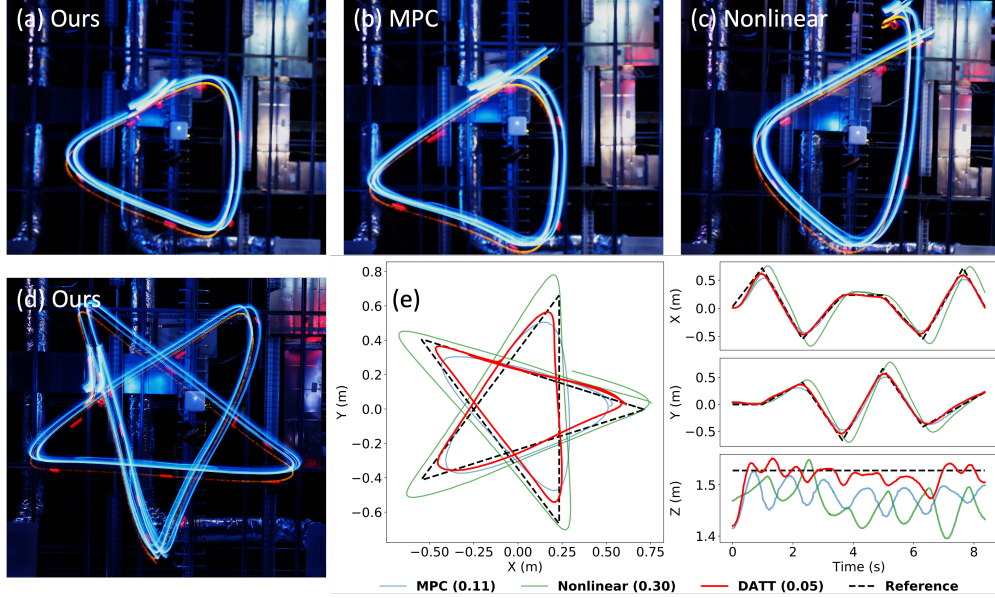 (a) Ours
(b) MPC
(c) Nonlinear
(d) Ours
(e)
0.8
0.6
0.4
0.2
0.0
−0.2
−0.4
−0.6
Y (m)
−0.50
−0.25
0.00
0.25
0.50
0.75
X (m)
0.5
0.0
−0.5
X (m)
0.5
0.0
−0.5
Y (m)
1.5
1.4
Z (m)
0
2
4
6
8
Time (s)
MPC (0.11)
Nonlinear (0.30)
DATT (0.05)
Reference